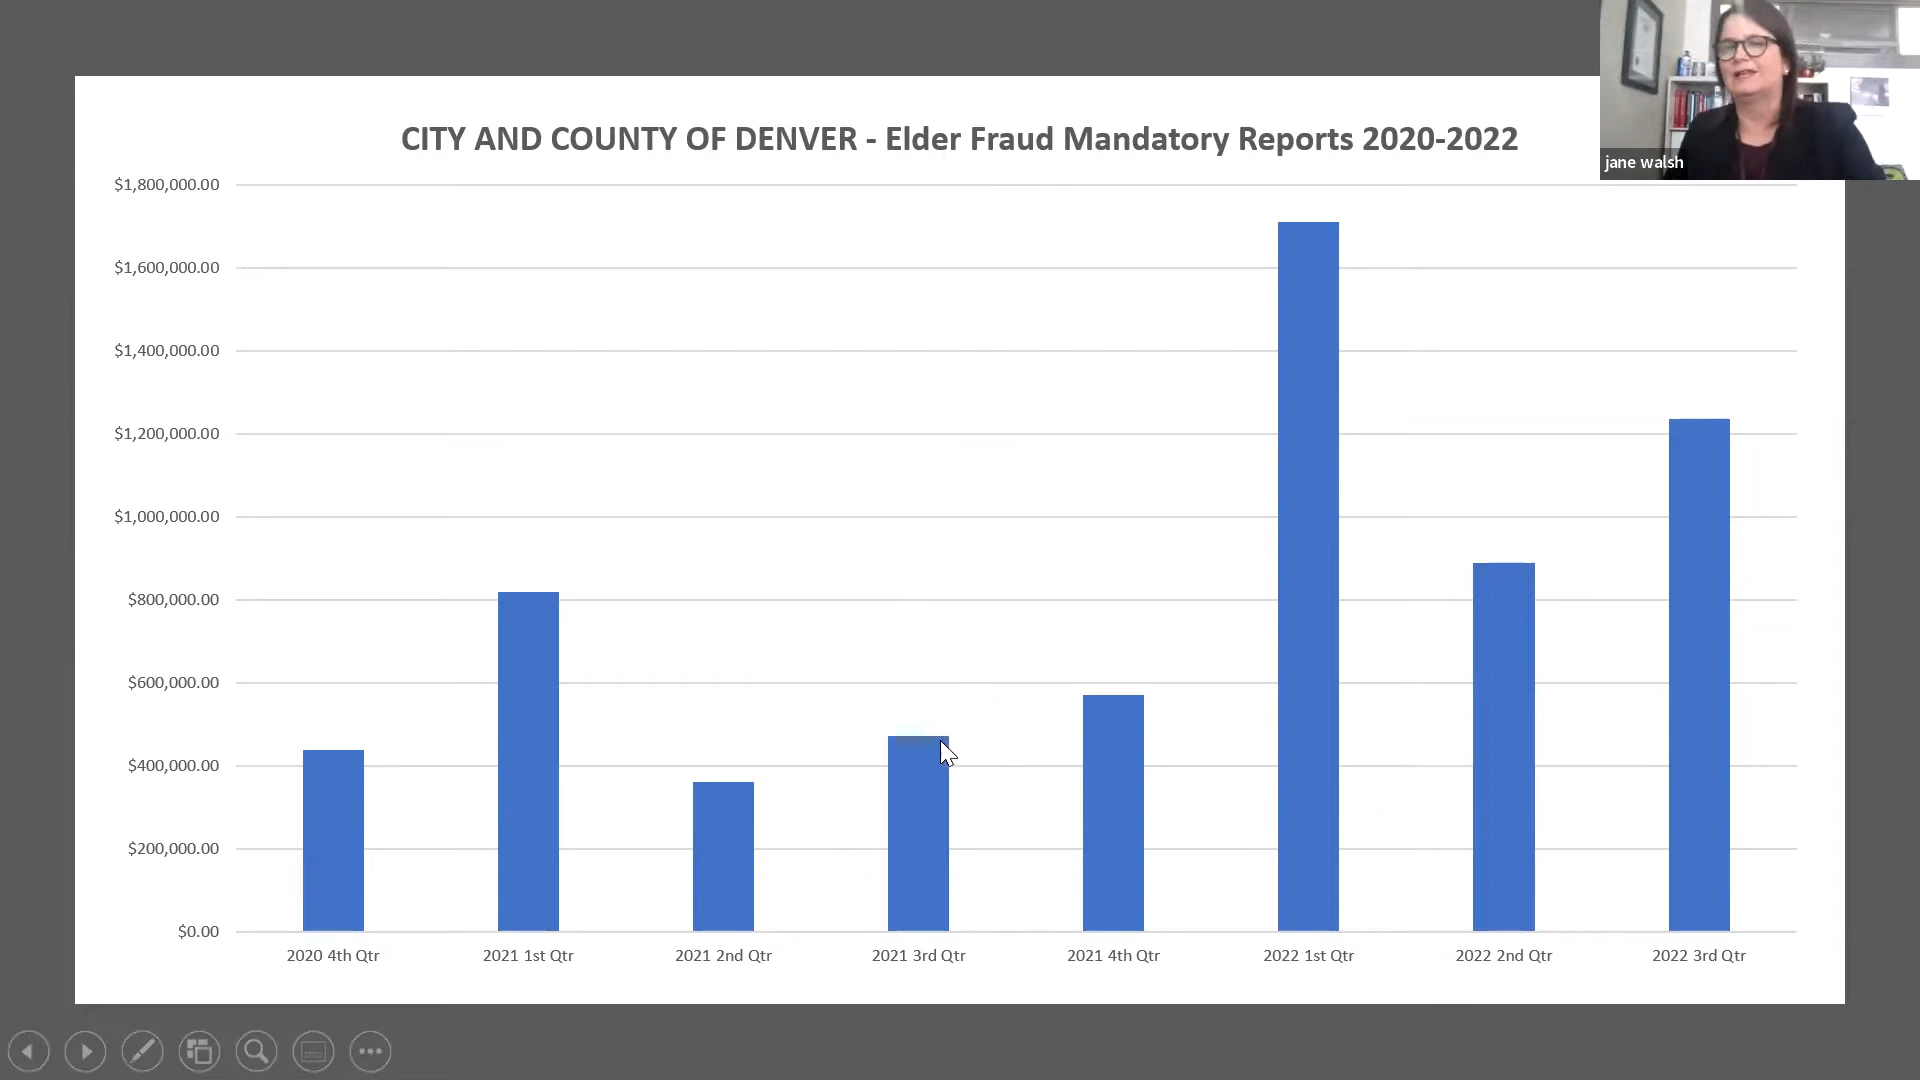 CITY AND COUNTY OF DENVER - Elder Fraud Mandatory Reports 2020-2022
jane walsh
$1,800,000.00
$1,600,000.00
$1,400,000.00
$1,200,000.00
$1,000,000.00
$800,000.00
$600,000.00
$400,000.00
$200,000.00
$0.00
2020 4th Qtr
2021 1st Qtr
2021 2nd Qtr
2021 3rd Qtr
2021 4th Qtr
2022 1st Qtr
2022 2nd Qtr
2022 3rd Qtr